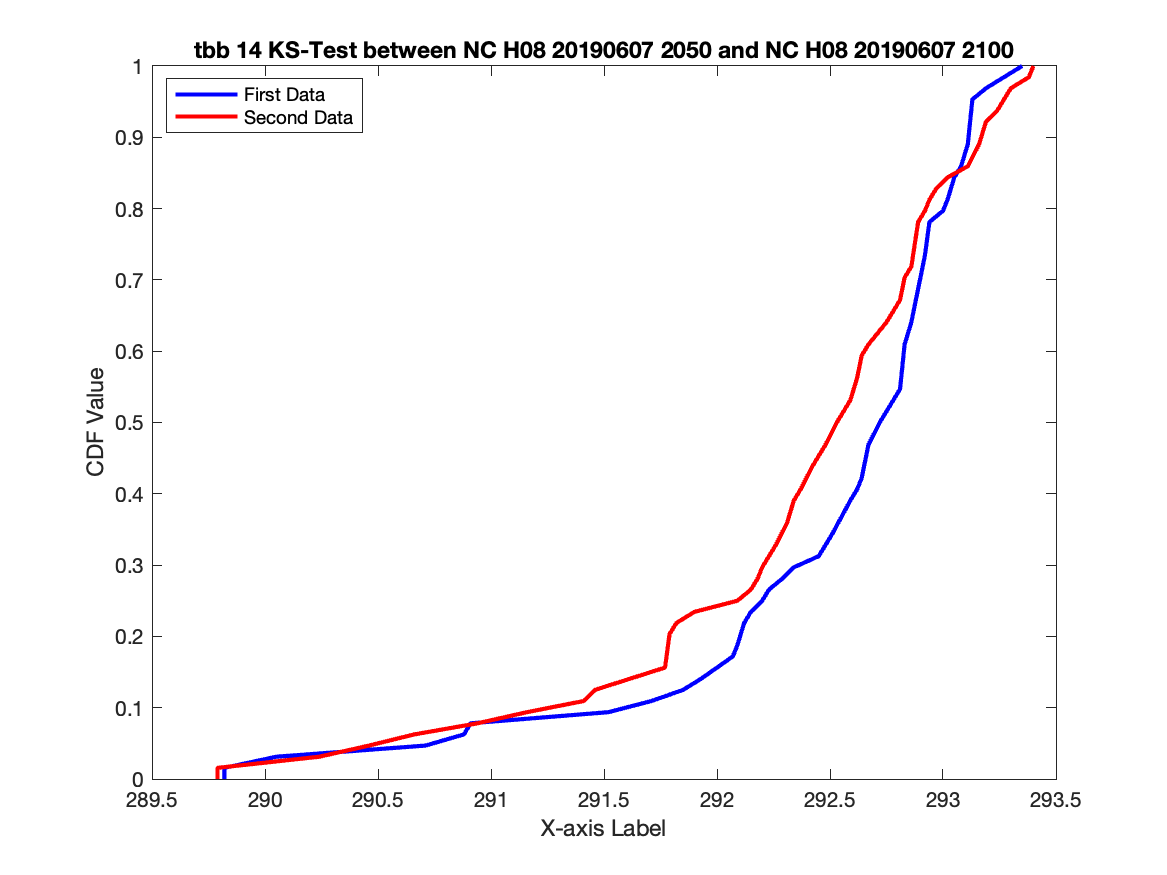 tbb 14 KS-Test between NC H08 20190607 2050 and NC H08 20190607 2100
First Data
Second Data
1
0.9
0.8
0.7
0.6
0.5
0.4
0.3
0.2
0.1
0
CDF Value
289.5 290 290.5 291 291.5 292 292.5 293 293.5
X-axis Label